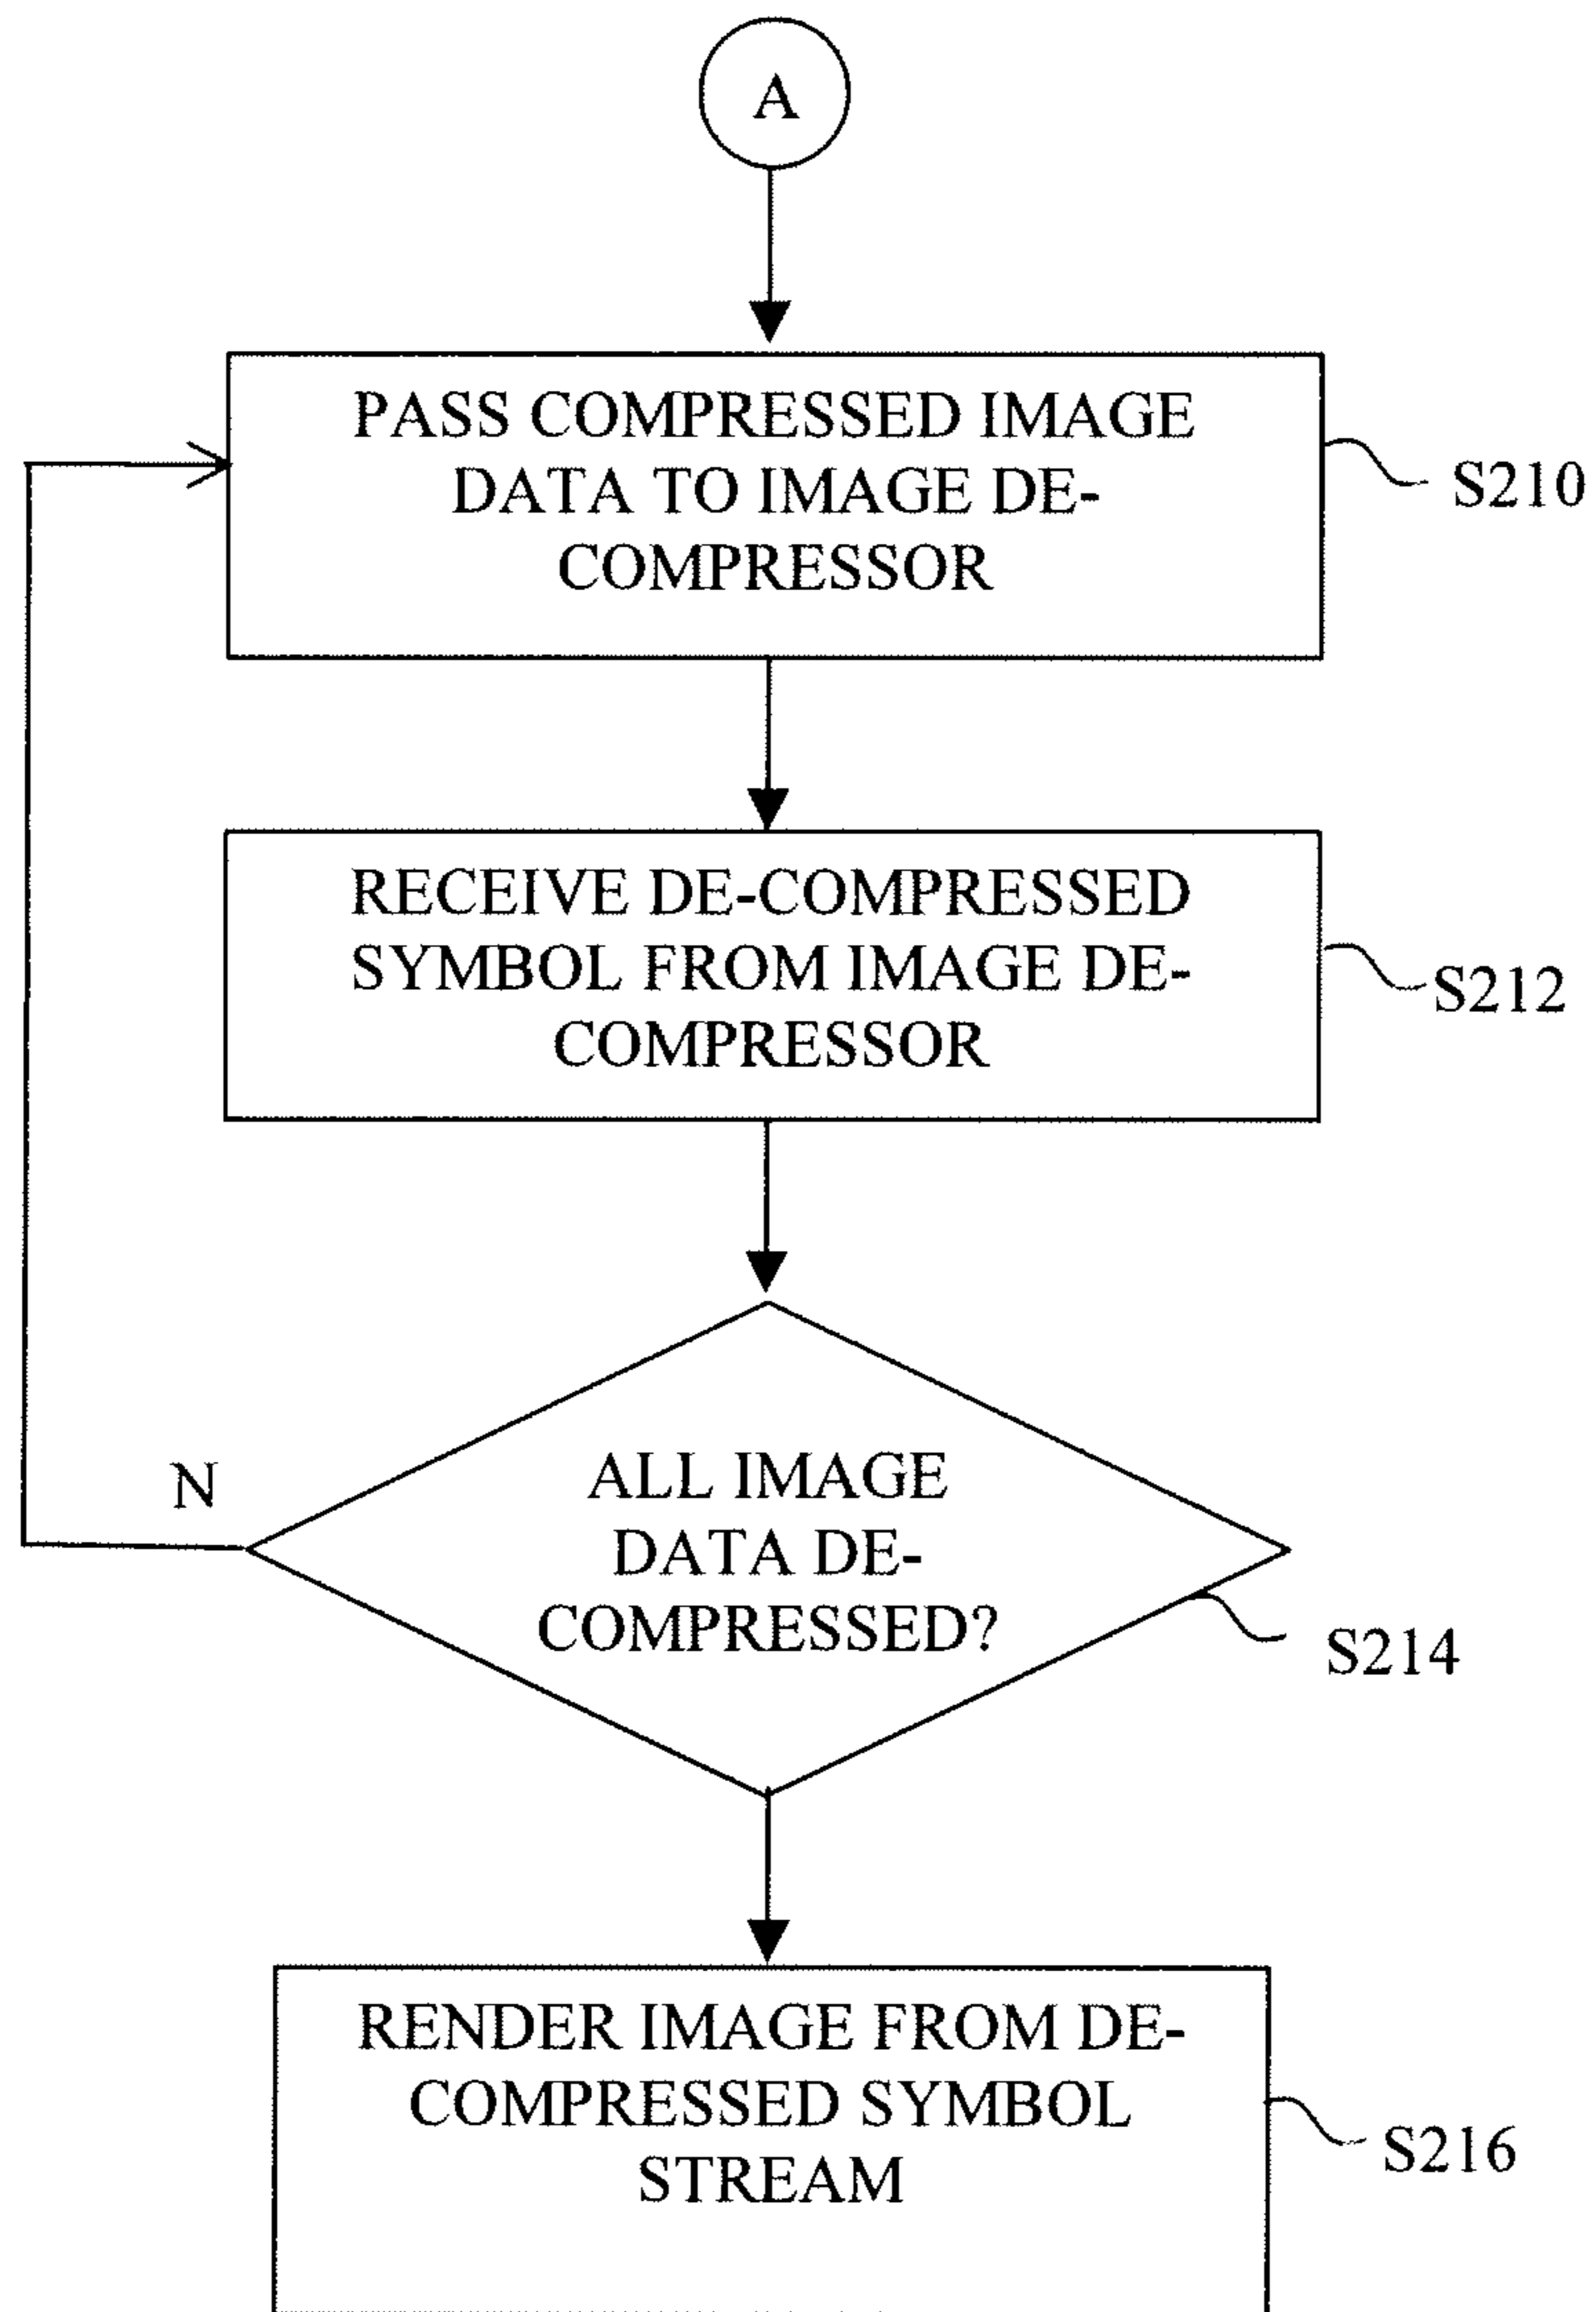 A
PASS COMPRESSED IMAGE
DATA TO IMAGE DE-
COMPRESSOR
S210
RECEIVE DE-COMPRESSED
SYMBOL FROM IMAGE DE-
COMPRESSOR
S212
N
ALL IMAGE
DATA DE-
COMPRESSED?
S214
RENDER IMAGE FROM DE-
COMPRESSED SYMBOL
STREAM
S216